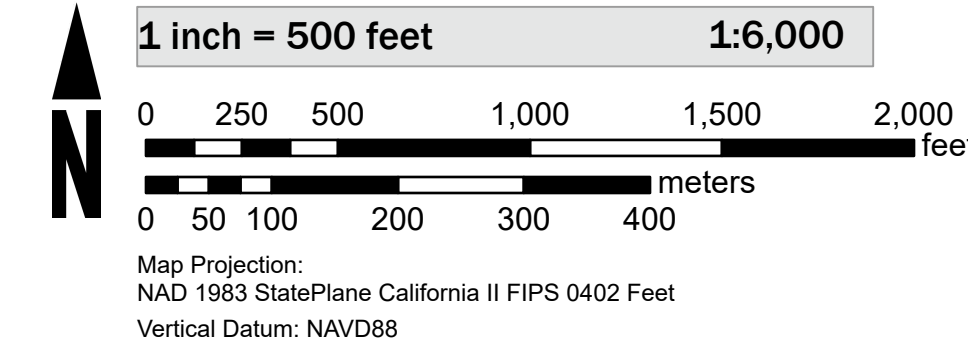 1 inch = 500 feet 1:6,000
0 250 500 1,000 1,500 2,000
feet
meters
0 50 100 200 300 400
N
Map Projection:
NAD 1983 StatePlane California II FIPS 0402 Feet
Vertical Datum: NAVD88